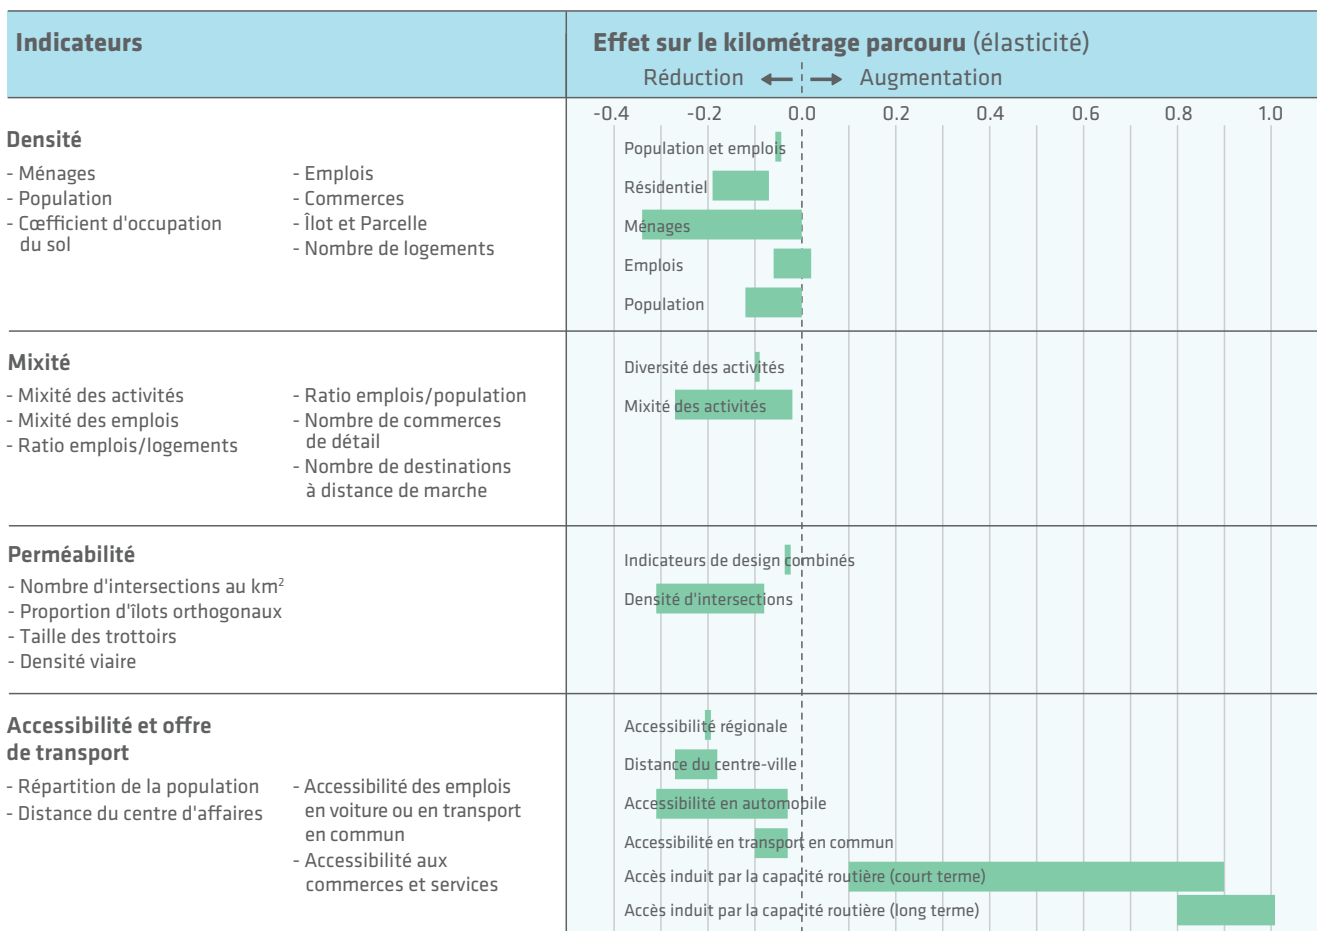 Indicateurs
Effet sur le kilométrage parcouru (élasticité)
Réduction
Augmentation
-0.4
-0.2
0.0
0.2
0.4
0.6
0.8
1.0
Densité
- Ménages
- Population
- Cœfficient d'occupation
du sol
- Emplois
- Commerces
- Îlot et Parcelle
- Nombre de logements
Population et emplois
Résidentiel
Ménages
Emplois
Population
Mixité
- Mixité des activités
- Mixité des emplois
- Ratio emplois/logements
- Ratio emplois/population
- Nombre de commerces
de détail
- Nombre de destinations
à distance de marche
Diversité des activités
Mixité des activités
Perméabilité
- Nombre d'intersections au km²
- Proportion d'îlots orthogonaux
- Taille des trottoirs
- Densité viaire
Indicateurs de design combinés
Densité d'intersections
Accessibilité et offre
de transport
- Répartition de la population
- Distance du centre d'affaires
- Accessibilité des emplois
en voiture ou en transport
en commun
- Accessibilité aux
commerces et services
Accessibilité régionale
Distance du centre-ville
Accessibilité en automobile
Accessibilité en transport en commun
Accès induit par la capacité routière (court terme)
Accès induit par la capacité routière (long terme)